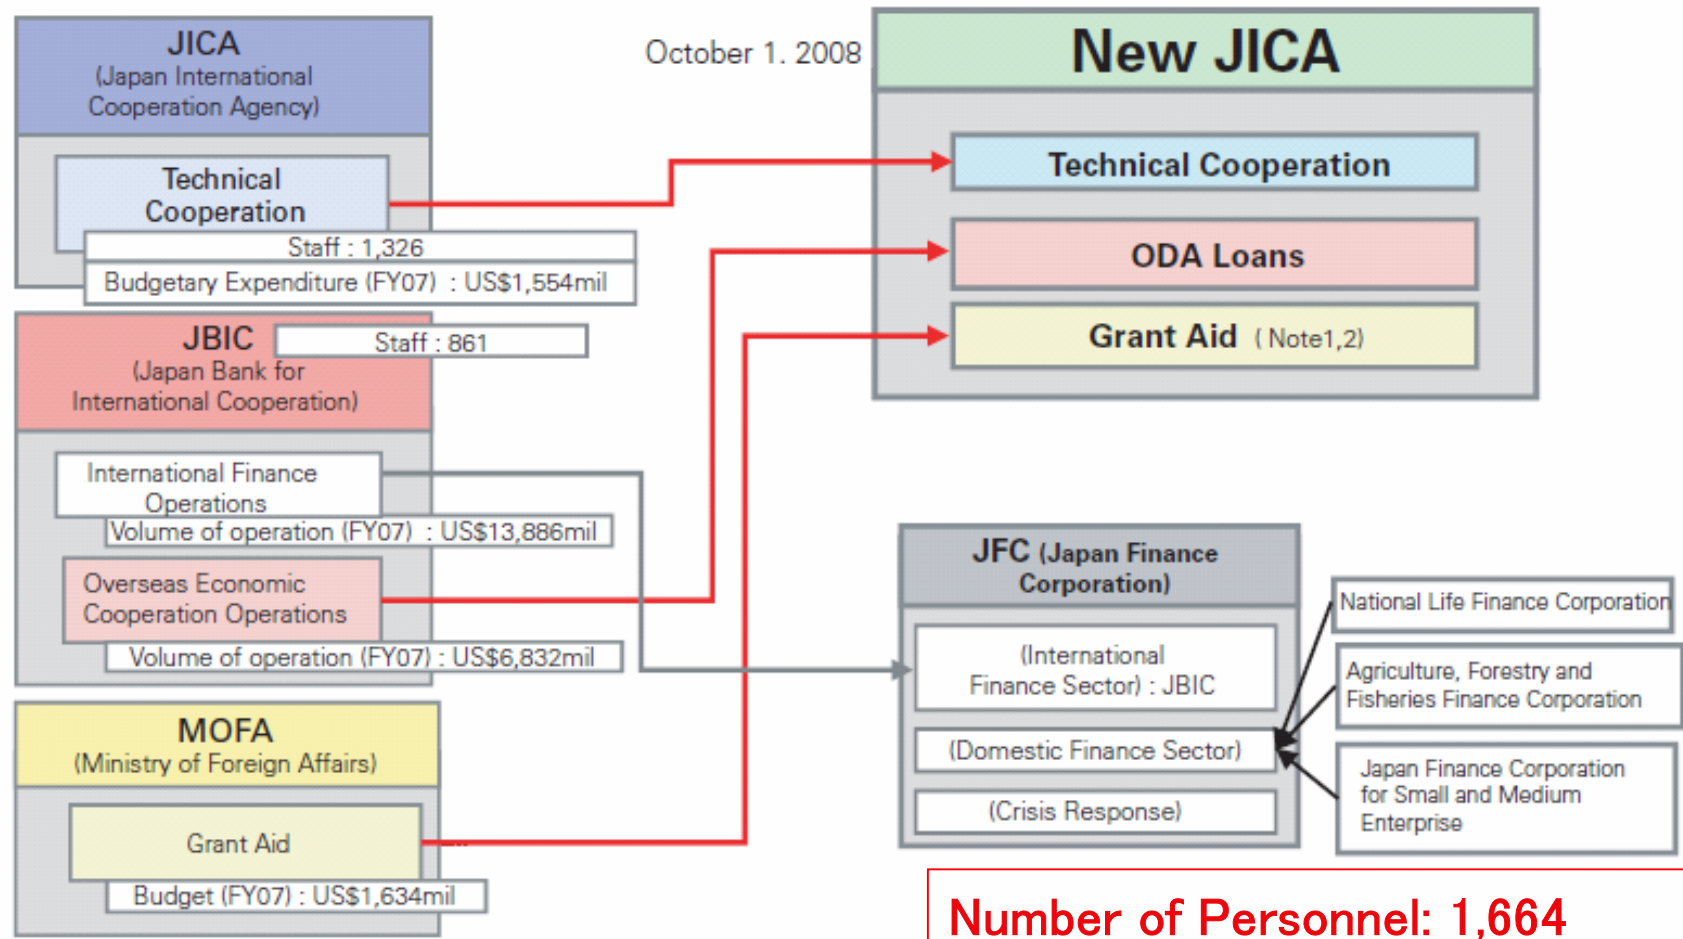 JICA
(Japan International
Cooperation Agency)
Technical
Cooperation
Staff : 1,326
Budgetary Expenditure (FY07) : US$1,554mil
JBIC
Staff : 861
(Japan Bank for
International Cooperation)
International Finance
Operations
Volume of operation (FY07) : US$13,886mil
Overseas Economic
Cooperation Operations
Volume of operation (FY07) : US$6,832mil
MOFA
(Ministry of Foreign Affairs)
Grant Aid
Budget (FY07) : US$1,634mil
October 1. 2008
New JICA
Technical Cooperation
ODA Loans
Grant Aid ( Note1,2)
JFC (Japan Finance
Corporation)
(International
Finance Sector) : JBIC
(Domestic Finance Sector)
(Crisis Response)
National Life Finance Corporation
Agriculture, Forestry and
Fisheries Finance Corporation
Japan Finance Corporation
for Small and Medium
Enterprise
Number of Personnel: 1,664